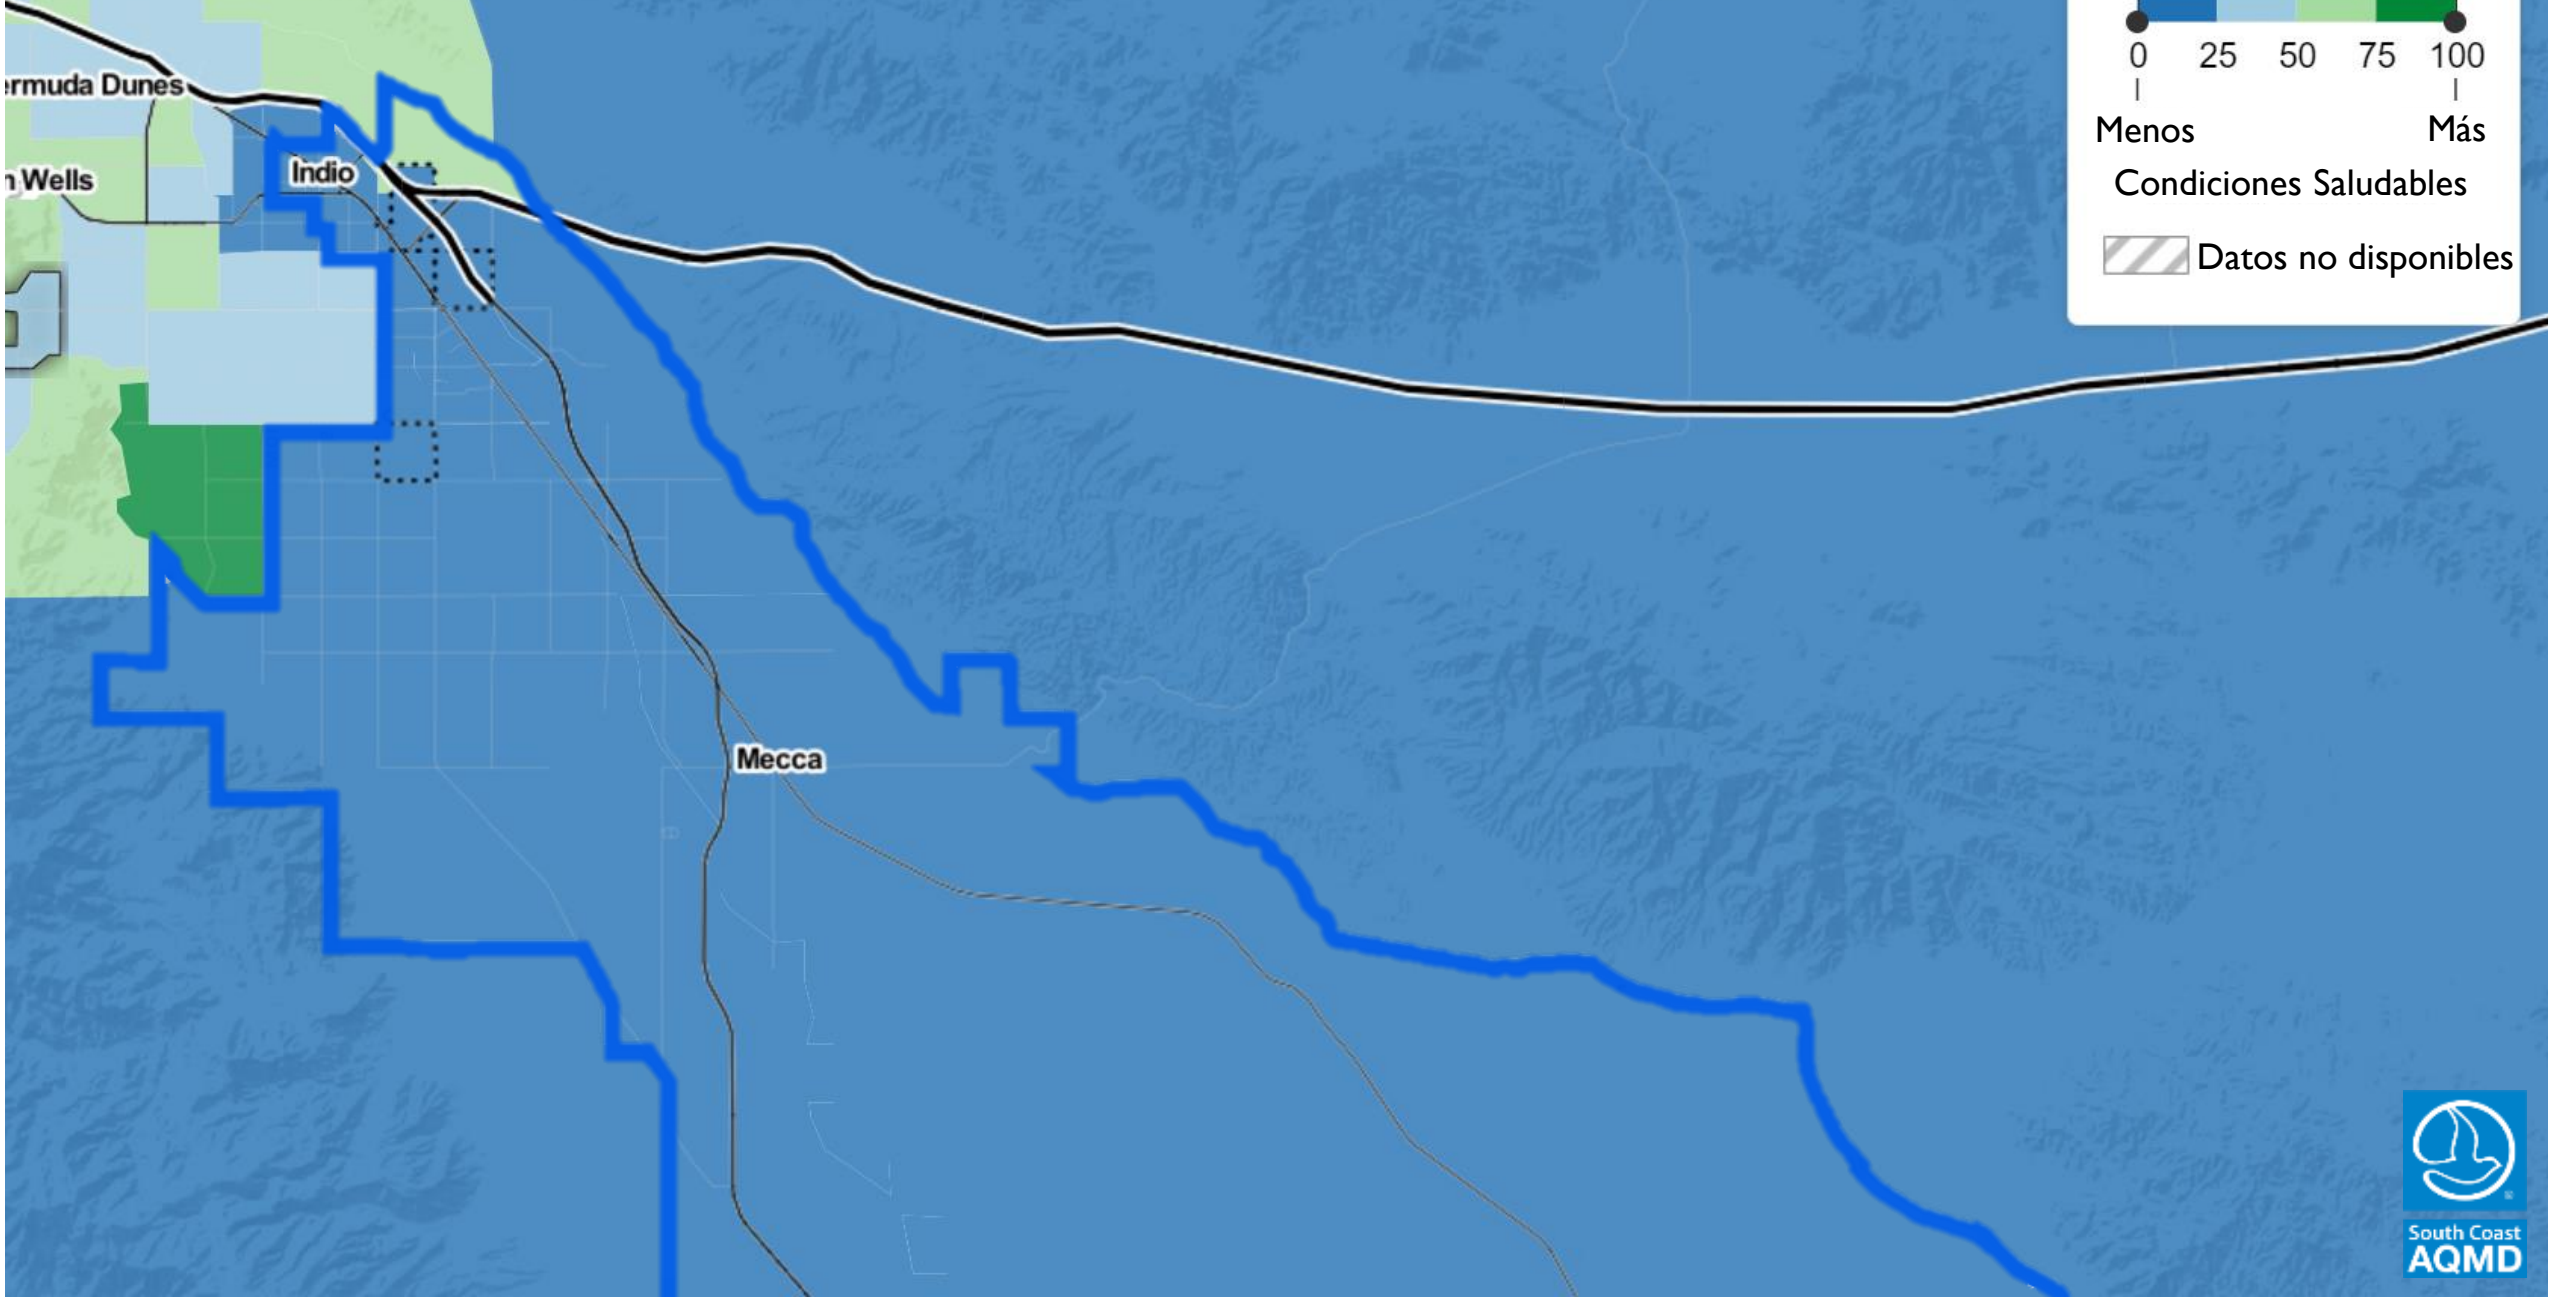 ermuda Dunes
n Wells
Indio
Mecca
0 25 50 75 100
Menos Más
Condiciones Saludables
Datos no disponibles
South Coast
AQMD